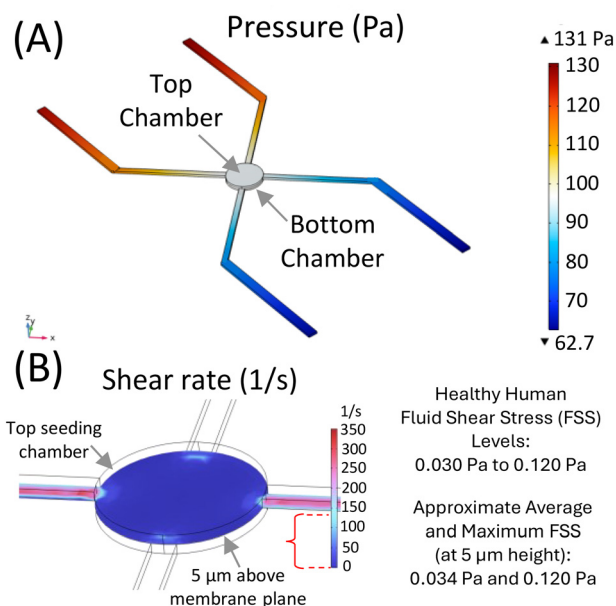 (A)
Pressure (Pa)
▲ 131 Pa
130
120
110
100
90
80
70
▼ 62.7
Top
Chamber
Bottom
Chamber
z
y
x
(B)
Shear rate (1/s)
1/s
350
300
250
200
150
100
50
0
Top seeding
chamber
5 µm above
membrane plane
Healthy Human
Fluid Shear Stress (FSS)
Levels:
0.030 Pa to 0.120 Pa
Approximate Average
and Maximum FSS
(at 5 µm height):
0.034 Pa and 0.120 Pa